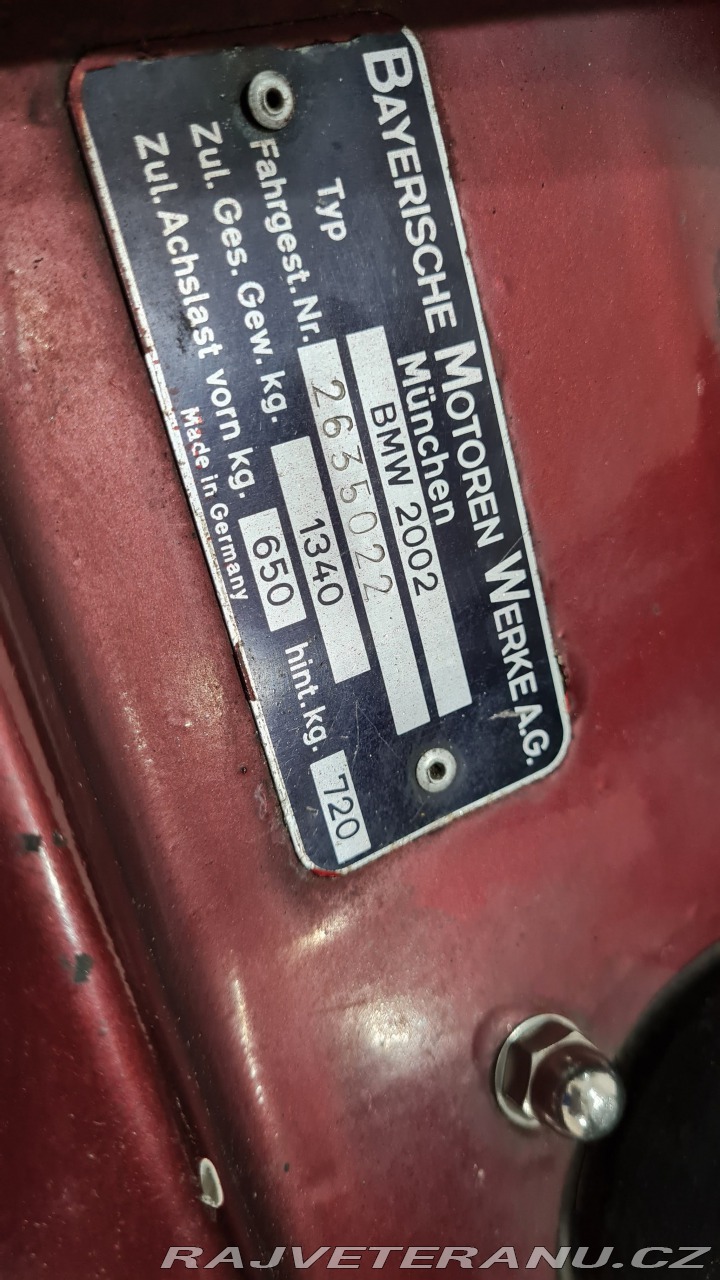 BAYERISCHE MOTOREN WERKE A.G.
München
Typ BMW 2002
Fahrgest. Nr. 2635022
Zul. Ges. Gew. kg. 1340
Zul. Achslast vorn kg. 650 hint.kg. 720
Made in Germany
RAJVETERANU.CZ